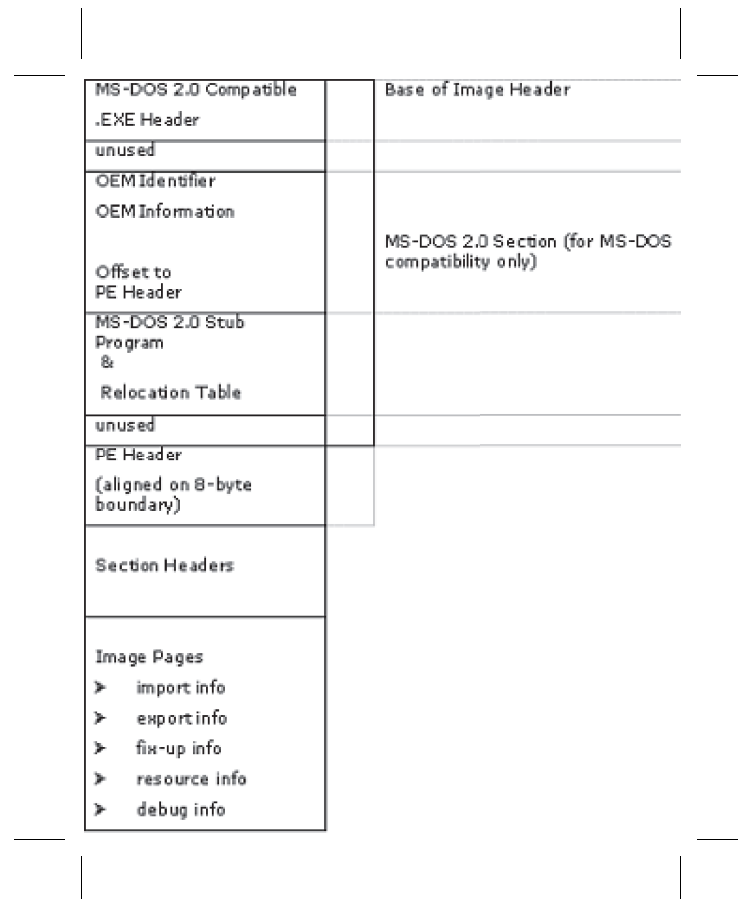 MS-DOS 2.0 Compatible
.EXE Header
Base of Image Header
unused
OEM Identifier
OEM Information
Offset to
PE Header
MS-DOS 2.0 Section (for MS-DOS
compatibility only)
MS-DOS 2.0 Stub
Program
&
Relocation Table
unused
PE Header
(aligned on 8-byte
boundary)
Section Headers
Image Pages
➢ import info
➢ export info
➢ fix-up info
➢ resource info
➢ debug info